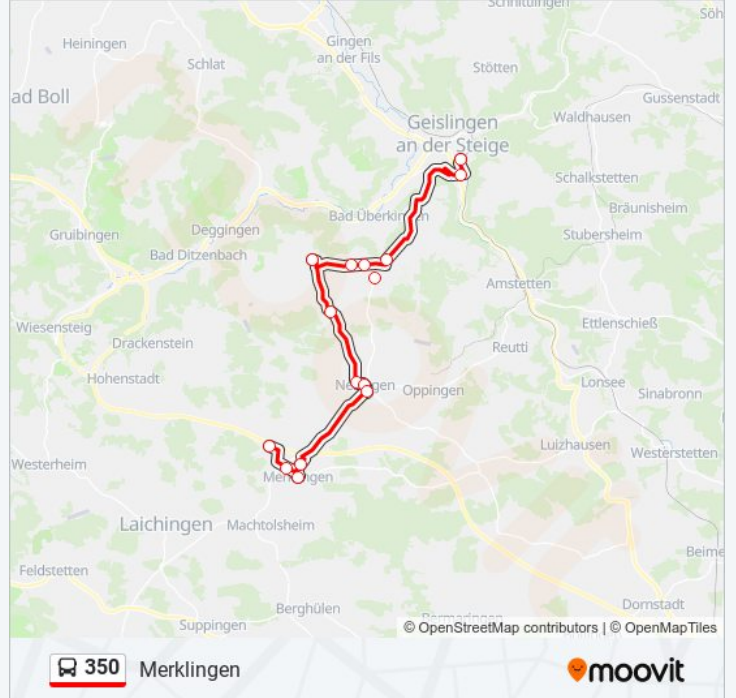 Schnittlingen
Söh
Heiningen
Gingen
an der Fils
Schlat
Stötten
ad Boll
Gussenstadt
Geislingen
an der Steige
Waldhausen
Schalkstetten
Bräunisheim
Bad Überkin
Gruibingen
Deggingen
Stubersheim
Bad Ditzenbach
Amstetten
Wiesensteig
Ettlenschieß
Drackenstein
Reutti
Hohenstadt
Lonsee
Oppingen
Sinabronn
Luizhausen
Westerstetten
Westerheim
Laichingen
Machtolsheim
Beime
Feldstetten
Berghülen
Dornstadt
Suppingen
© OpenStreetMap contributors | © OpenMapTiles
350 Merklingen
moovit